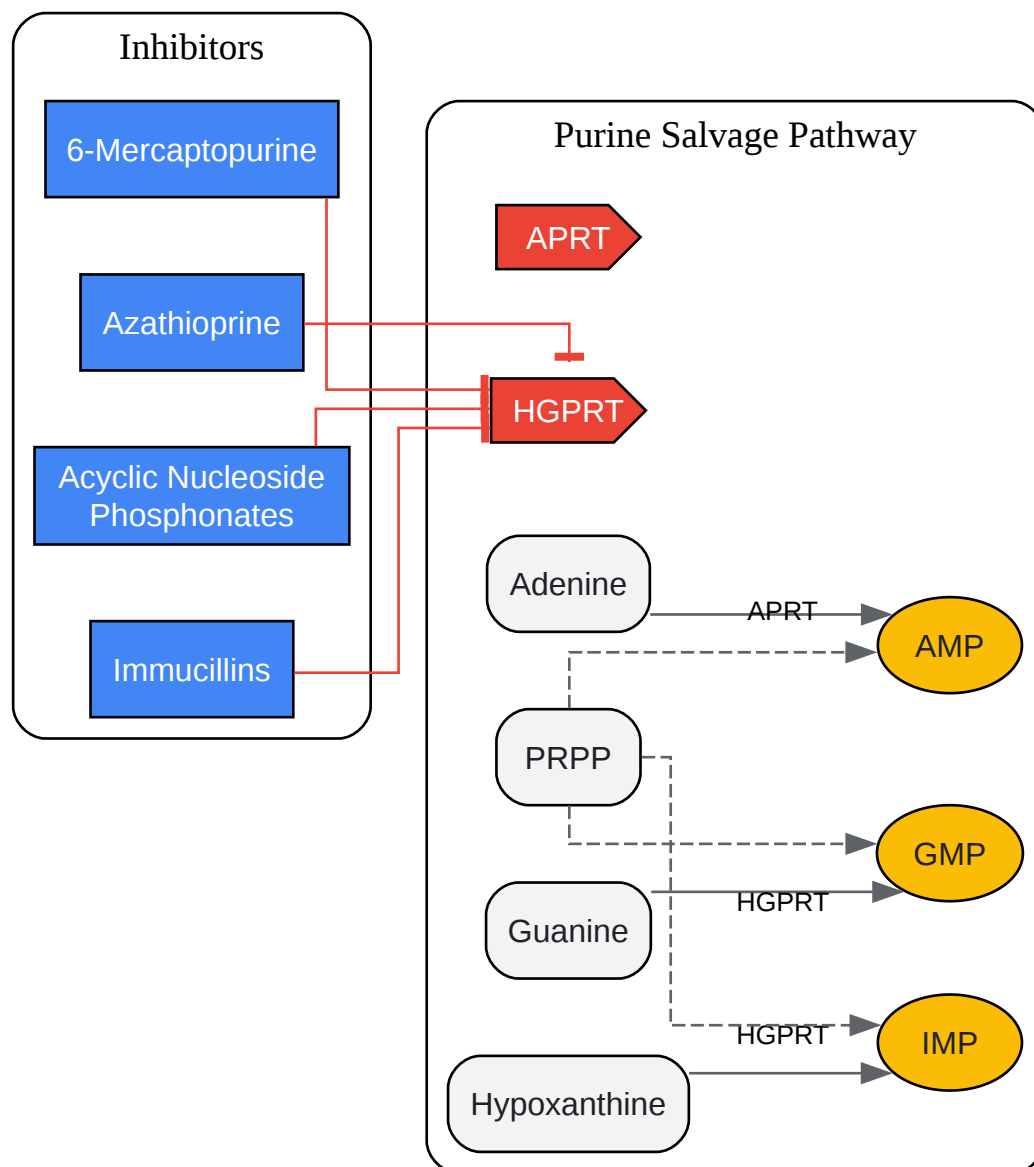 Inhibitors
6-Mercaptopurine
Azathioprine
Acyclic Nucleoside
Phosphonates
Immucillins
Purine Salvage Pathway
APRT
HGPRT
Adenine
APRT
AMP
PRPP
GMP
Guanine
HGPRT
HGPRT
IMP
Hypoxanthine